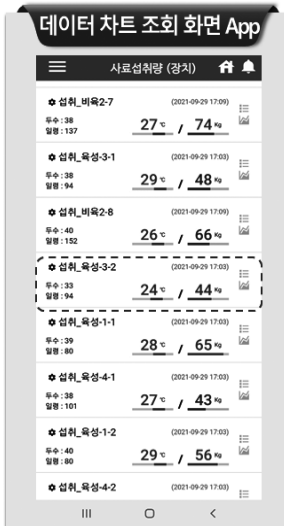 데이터 차트 조회 화면 App
사료섭취량 (장치)
섭취_비육2-7 (2021-09-29 17:09)
두수 : 38
일령 : 137
27 ℃ / 74 Kg
섭취_육성-3-1 (2021-09-29 17:03)
두수 : 38
일령 : 94
29 ℃ / 48 Kg
섭취_비육2-8 (2021-09-29 17:09)
두수 : 40
일령 : 152
26 ℃ / 66 Kg
섭취_육성-3-2 (2021-09-29 17:03)
두수 : 33
일령 : 94
24 ℃ / 44 Kg
섭취_육성-1-1 (2021-09-29 17:03)
두수 : 39
일령 : 80
28 ℃ / 65 Kg
섭취_육성-4-1 (2021-09-29 17:03)
두수 : 38
일령 : 101
27 ℃ / 43 Kg
섭취_육성-1-2 (2021-09-29 17:03)
두수 : 40
일령 : 80
29 ℃ / 56 Kg
섭취_육성-4-2 (2021-09-29 17:03)